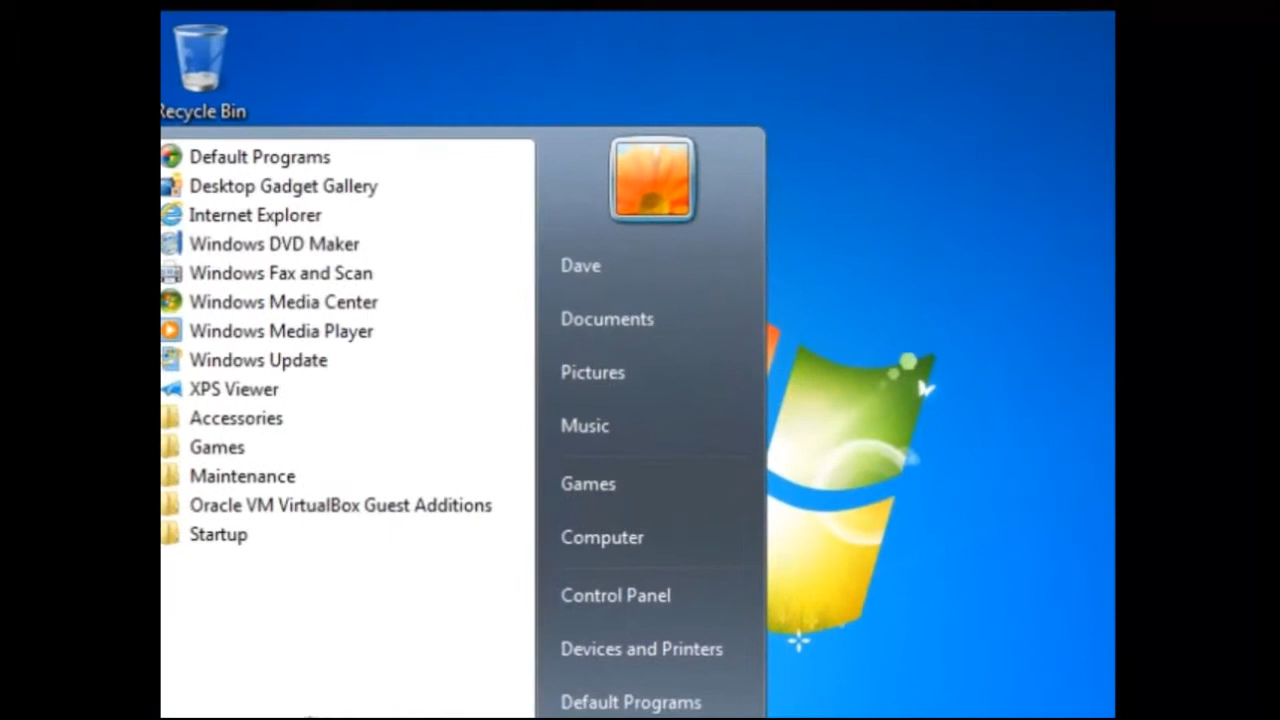 Recycle Bin
Default Programs
Desktop Gadget Gallery
Internet Explorer
Windows DVD Maker
Windows Fax and Scan
Windows Media Center
Windows Media Player
Windows Update
XPS Viewer
Accessories
Games
Maintenance
Oracle VM VirtualBox Guest Additions
Startup
Dave
Documents
Pictures
Music
Games
Computer
Control Panel
Devices and Printers
Default Programs